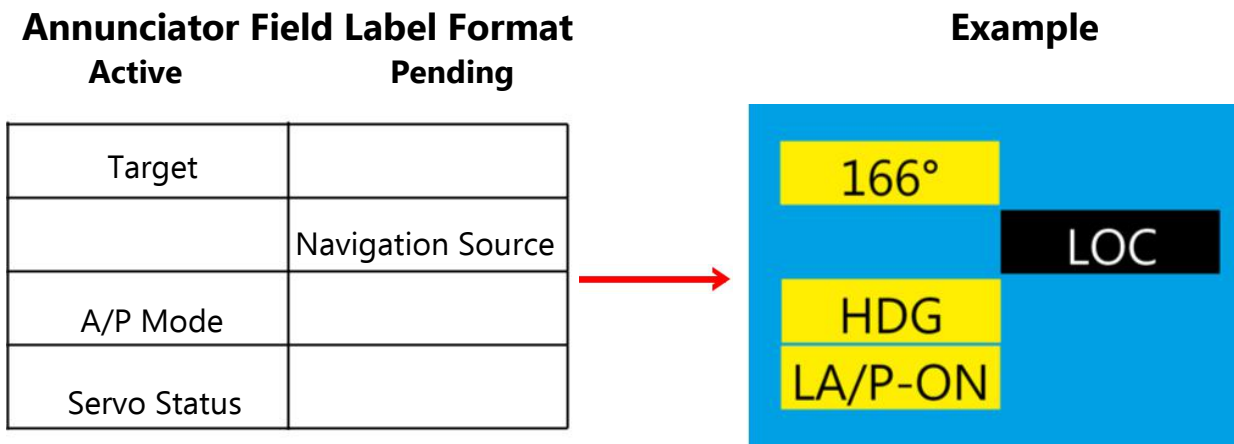 Annunciator Field Label Format
Example
Active Pending
Target
166°
Navigation Source
LOC
A/P Mode
HDG
Servo Status
LA/P-ON